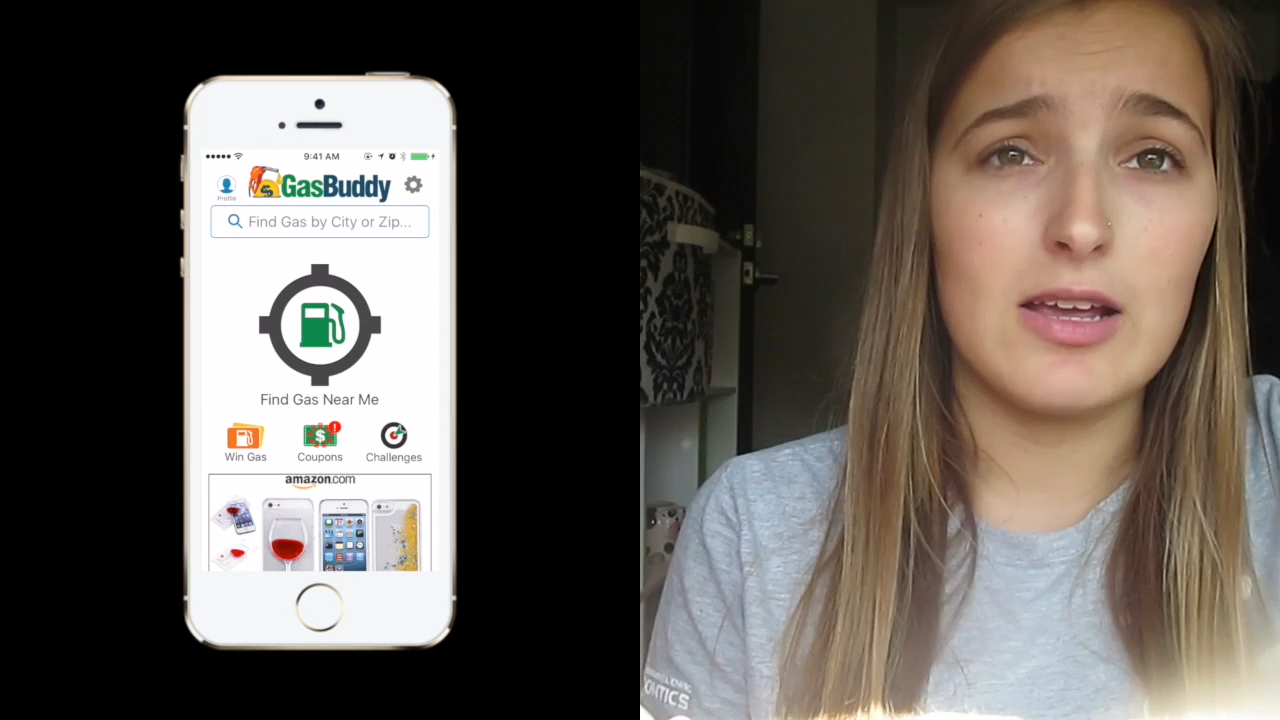 9:41 AM
Profile
GasBuddy
Find Gas by City or Zip...
Find Gas Near Me
Win Gas
Coupons
Challenges
amazon.com